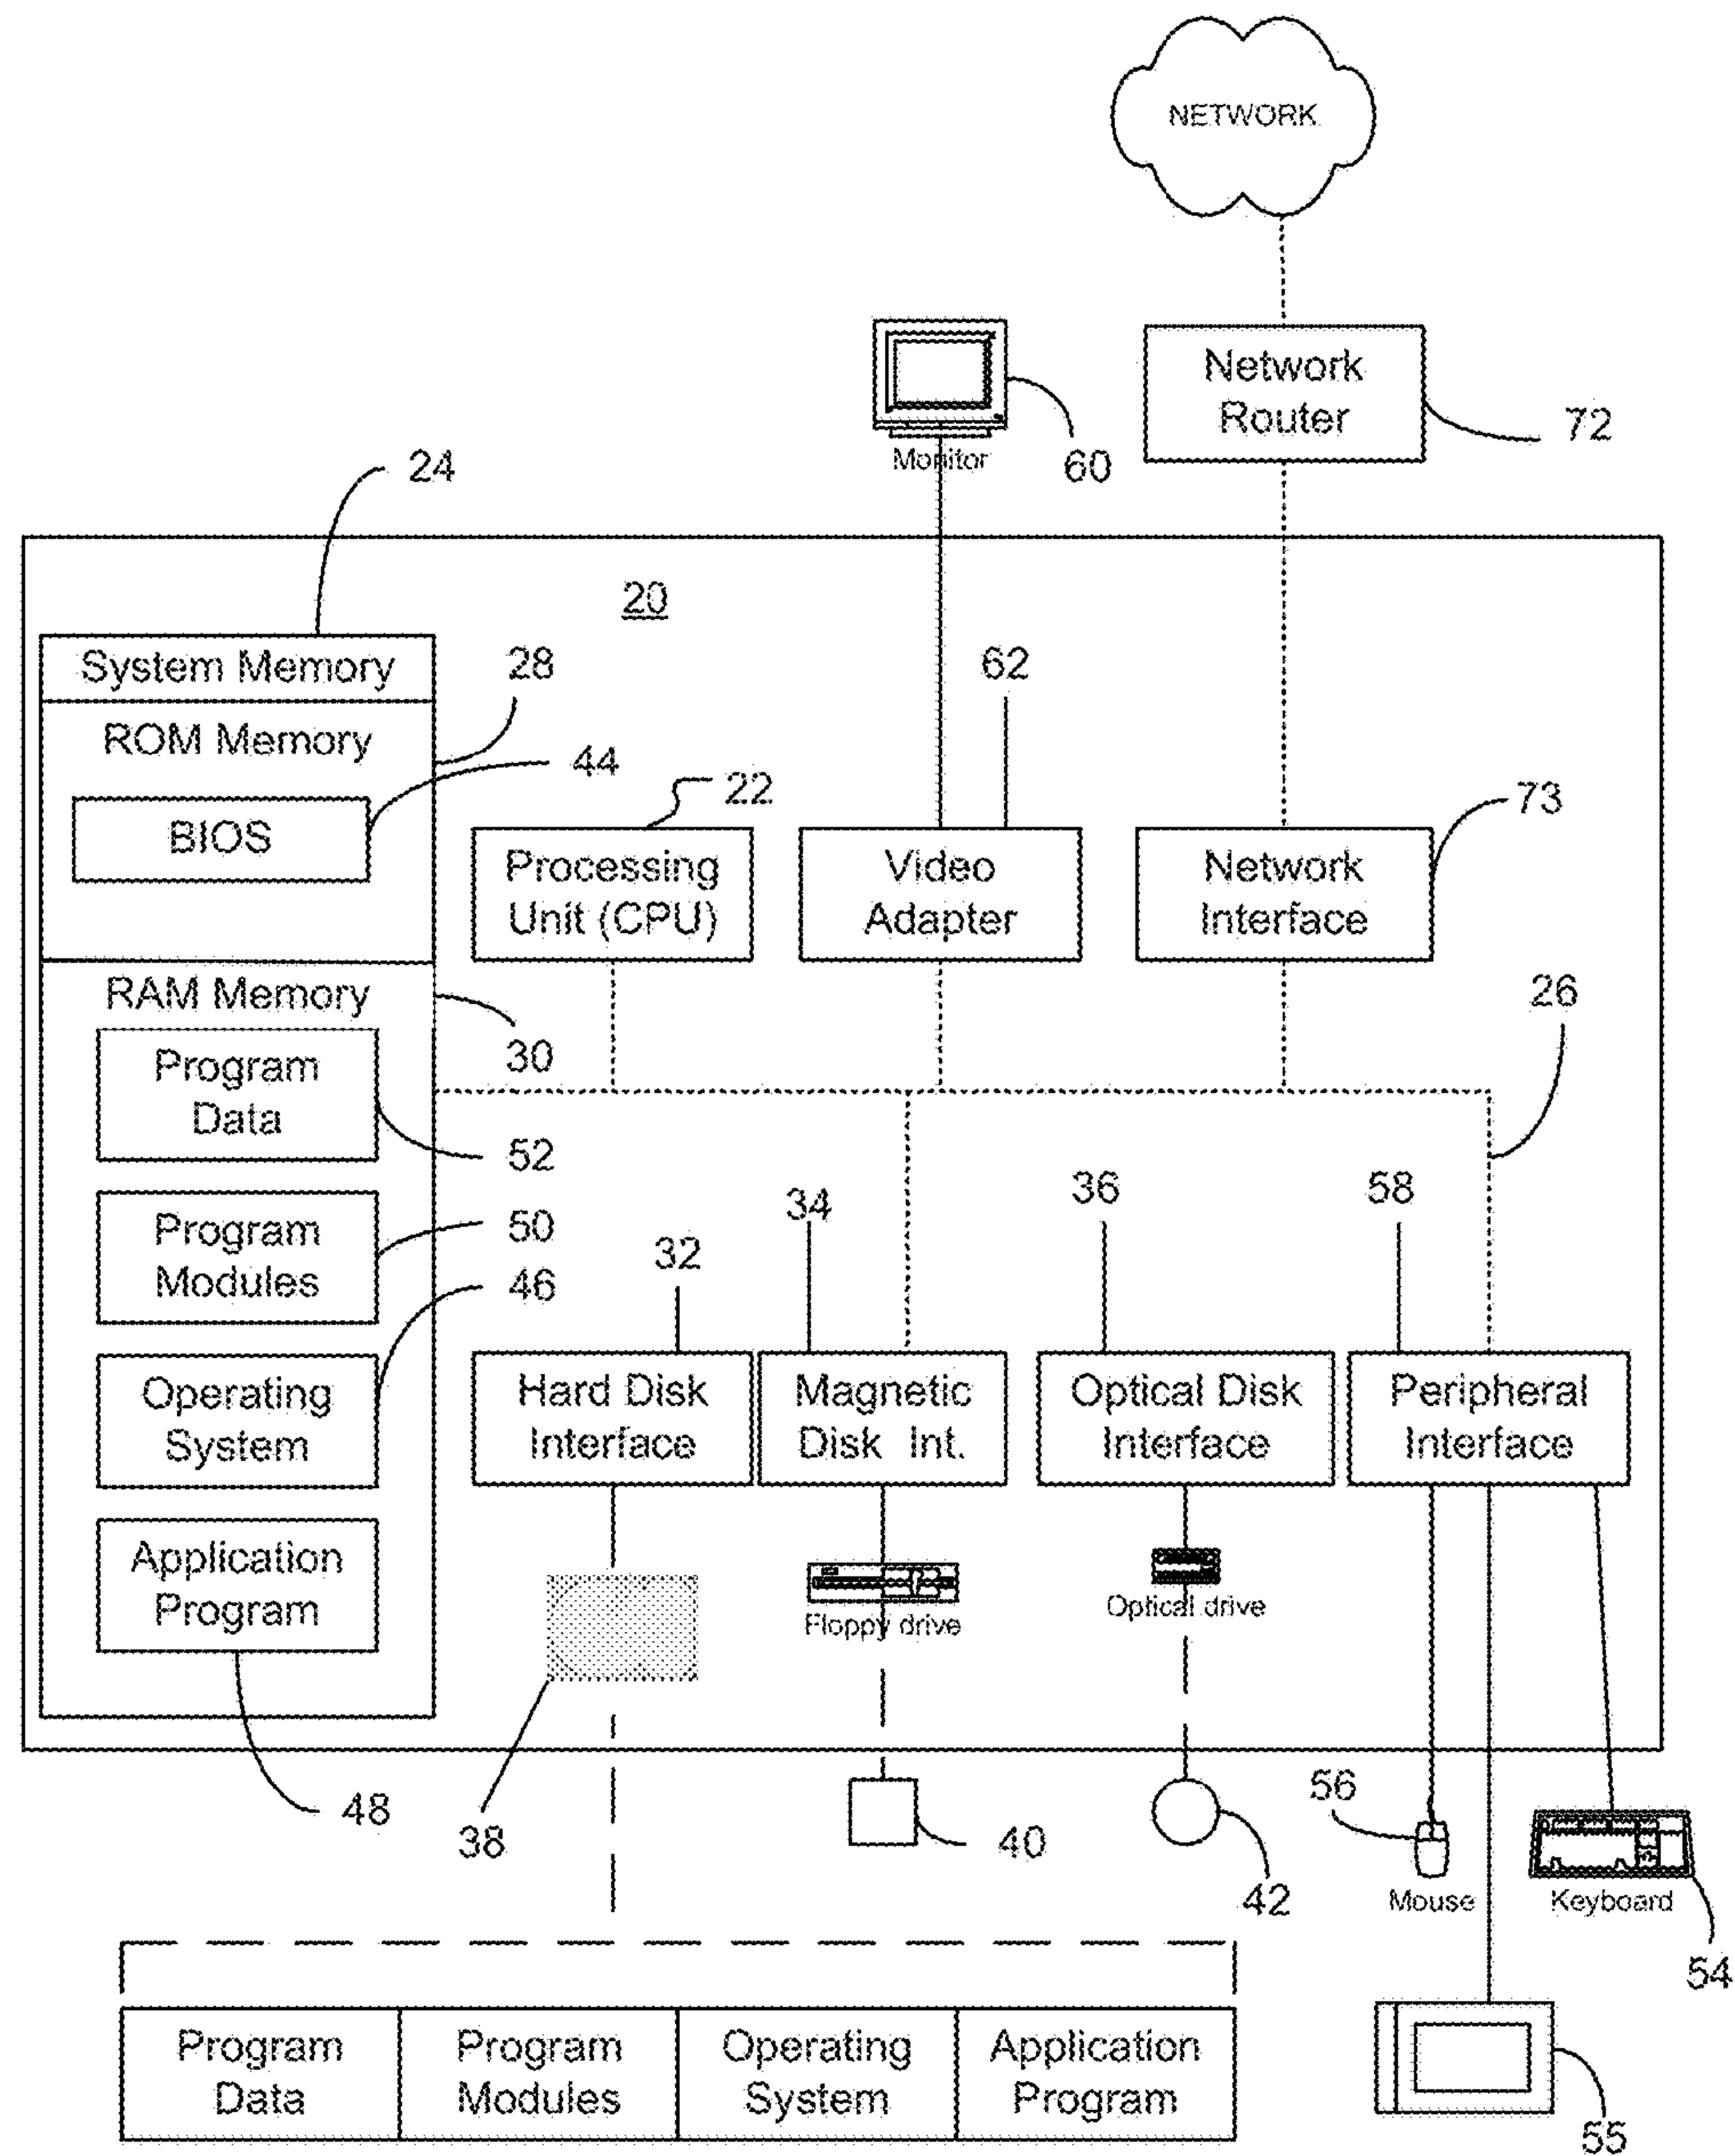 NETWORK
Network
Router
72
Monitor
60
24
20
System Memory
28
62
ROM Memory
44
22
73
BIOS
Processing
Unit (CPU)
Video
Adapter
Network
Interface
RAM Memory
26
30
Program
Data
52
34
36
58
50
Program
Modules
32
46
Operating
System
Hard Disk
Interface
Magnetic
Disk Int.
Optical Disk
Interface
Peripheral
Interface
Application
Program
Floppy drive
Optical drive
48
38
40
42
56
Mouse
Keyboard
54
Program
Data
Program
Modules
Operating
System
Application
Program
55